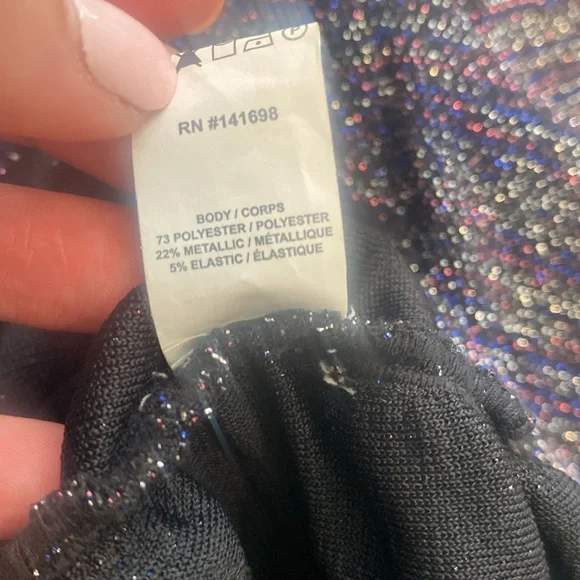 P
RN #141698
BODY / CORPS
73 POLYESTER / POLYESTER
22% METALLIC / MÉTALLIQUE
5% ELASTIC / ÉLASTIQUE